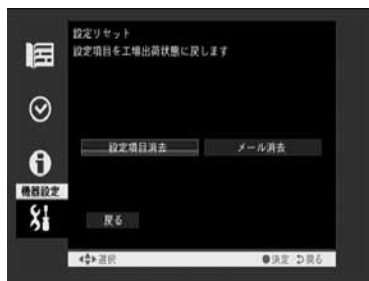 設定リセット
設定項目を工場出荷状態に戻します
設定項目消去 メール消去
機器設定
戻る
選択 決定 戻る